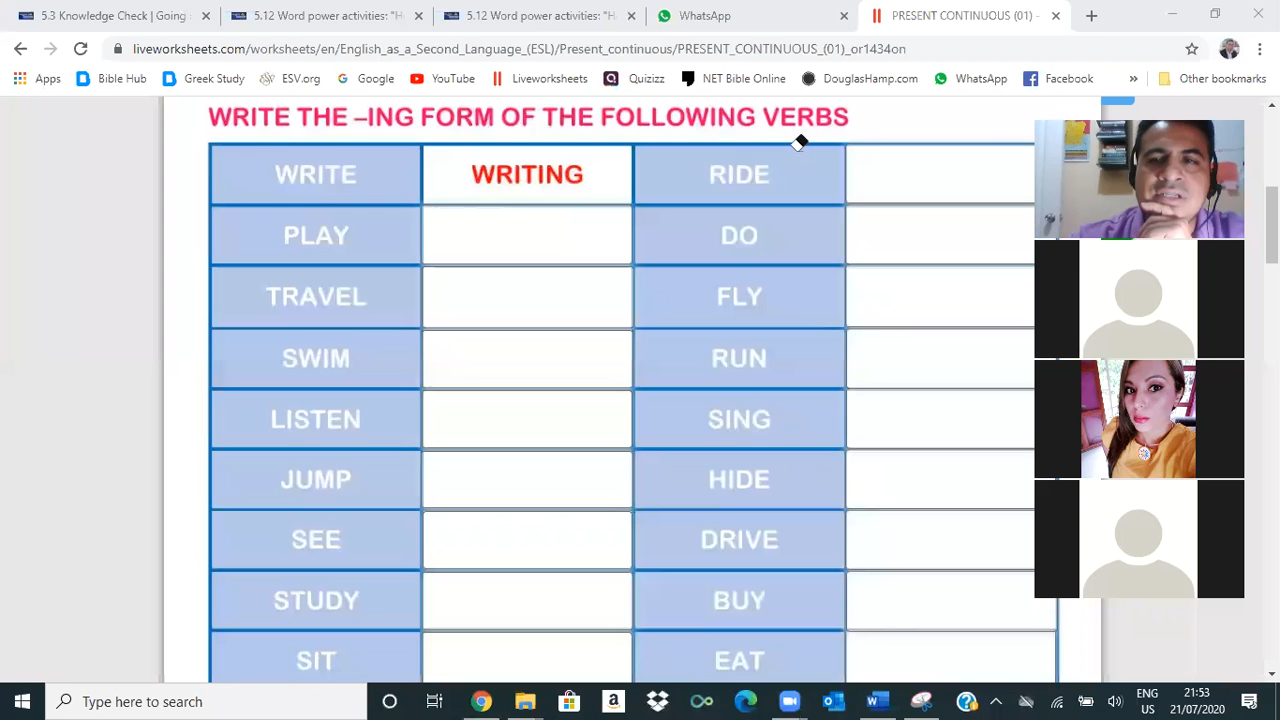 5.3 Knowledge Check | Going
5.12 Word power activities: "H
5.12 Word power activities: "H
WhatsApp
PRESENT CONTINUOUS (01) -
liveworksheets.com/worksheets/en/English_as_a_Second_Language_(ESL)/Present_continuous/PRESENT_CONTINUOUS_(01)_or1434on
Apps
Bible Hub
Greek Study
ESV.org
Google
YouTube
Liveworksheets
Quizizz
NET Bible Online
DouglasHamp.com
WhatsApp
Facebook
»
Other bookmarks
WRITE THE –ING FORM OF THE FOLLOWING VERBS
WRITE WRITING RIDE
PLAY DO
TRAVEL FLY
SWIM RUN
LISTEN SING
JUMP HIDE
SEE DRIVE
STUDY BUY
SIT EAT
Type here to search
ENG 21:53
US 21/07/2020